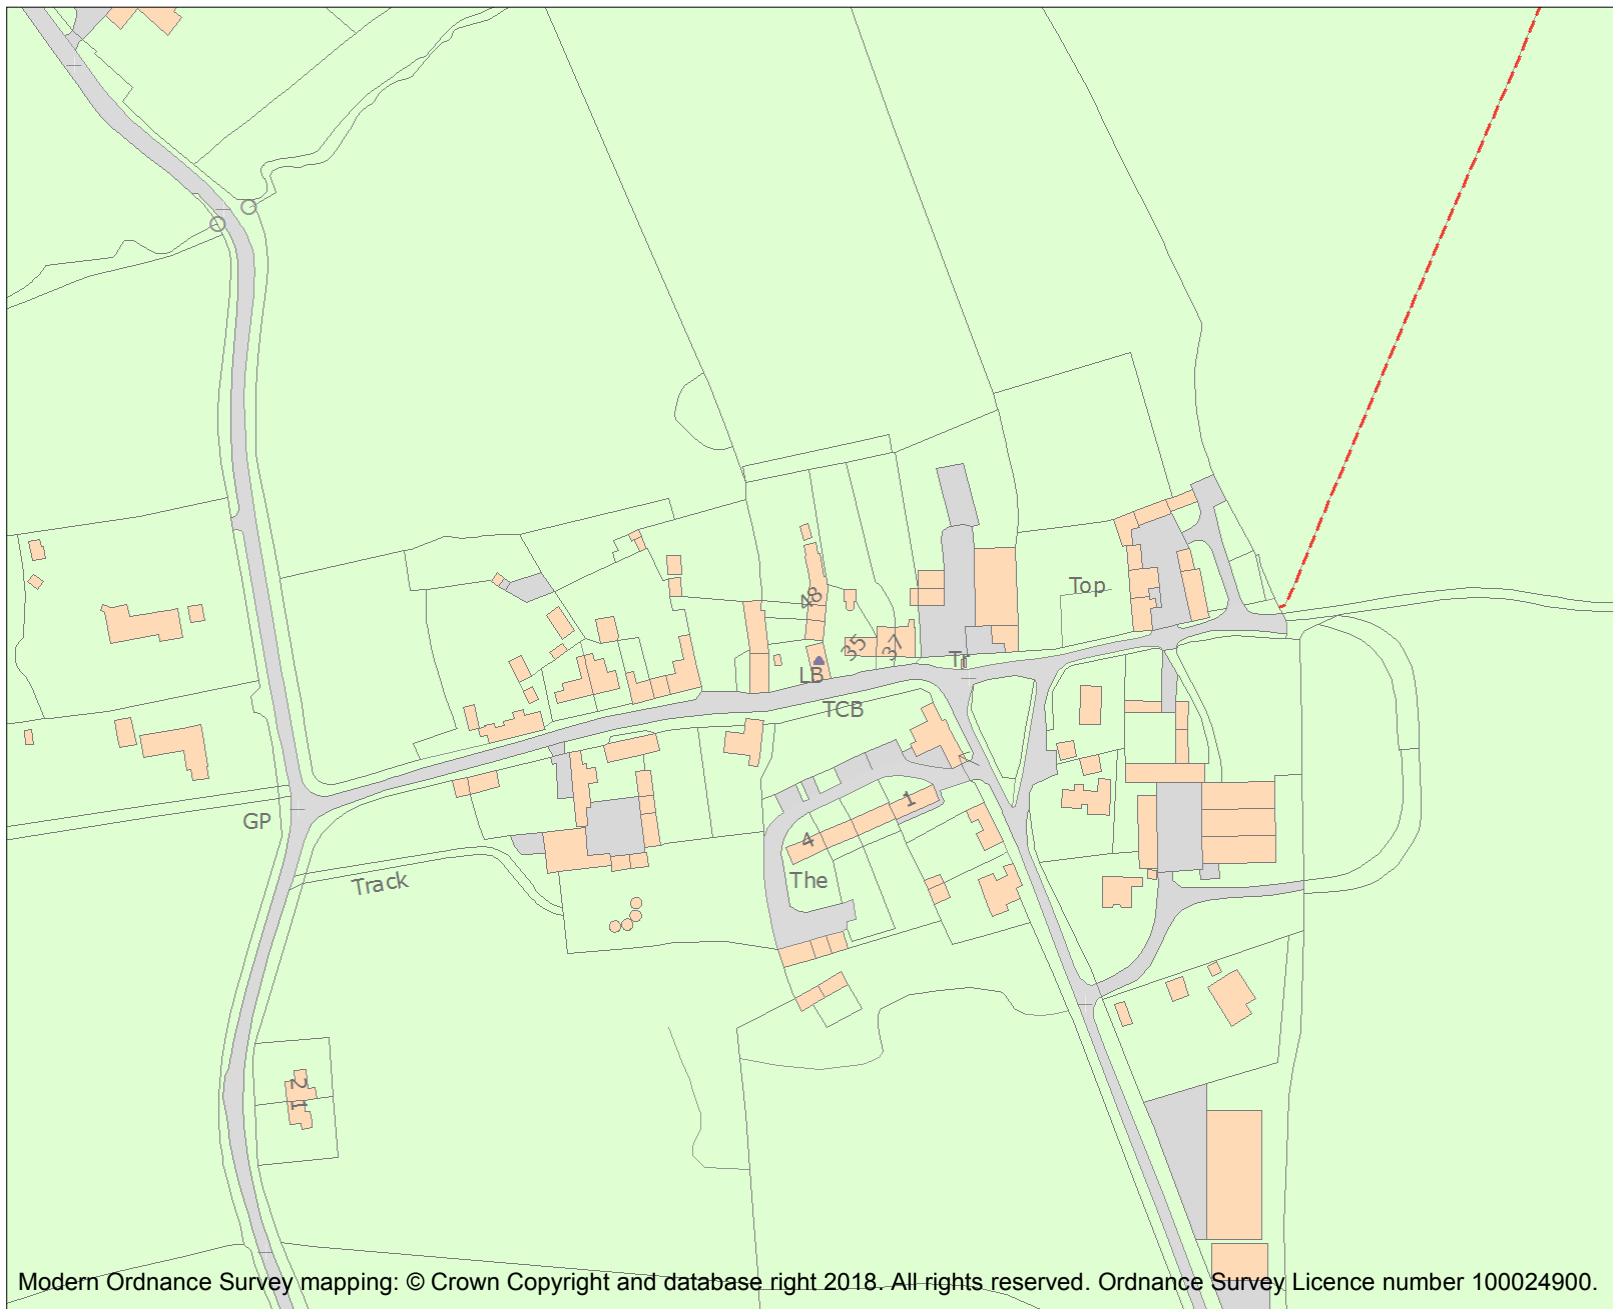 Top
48
35
37
Tr
LB
TCB
1
GP
4
The
Track
2
1
Modern Ordnance Survey mapping: © Crown Copyright and database right 2018. All rights reserved. Ordnance Survey Licence number 100024900.